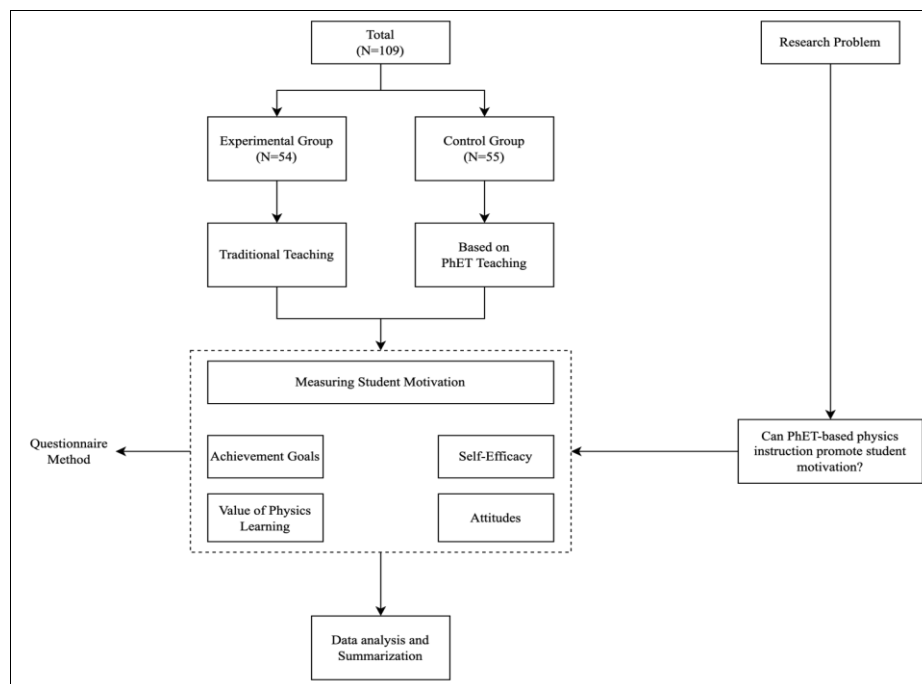 Total
(N=109)
Research Problem
Experimental Group
(N=54)
Control Group
(N=55)
Traditional Teaching
Based on
PhET Teaching
Measuring Student Motivation
Questionnaire
Method
Achievement Goals
Self-Efficacy
Value of Physics
Learning
Attitudes
Can PhET-based physics
instruction promote student
motivation?
Data analysis and
Summarization